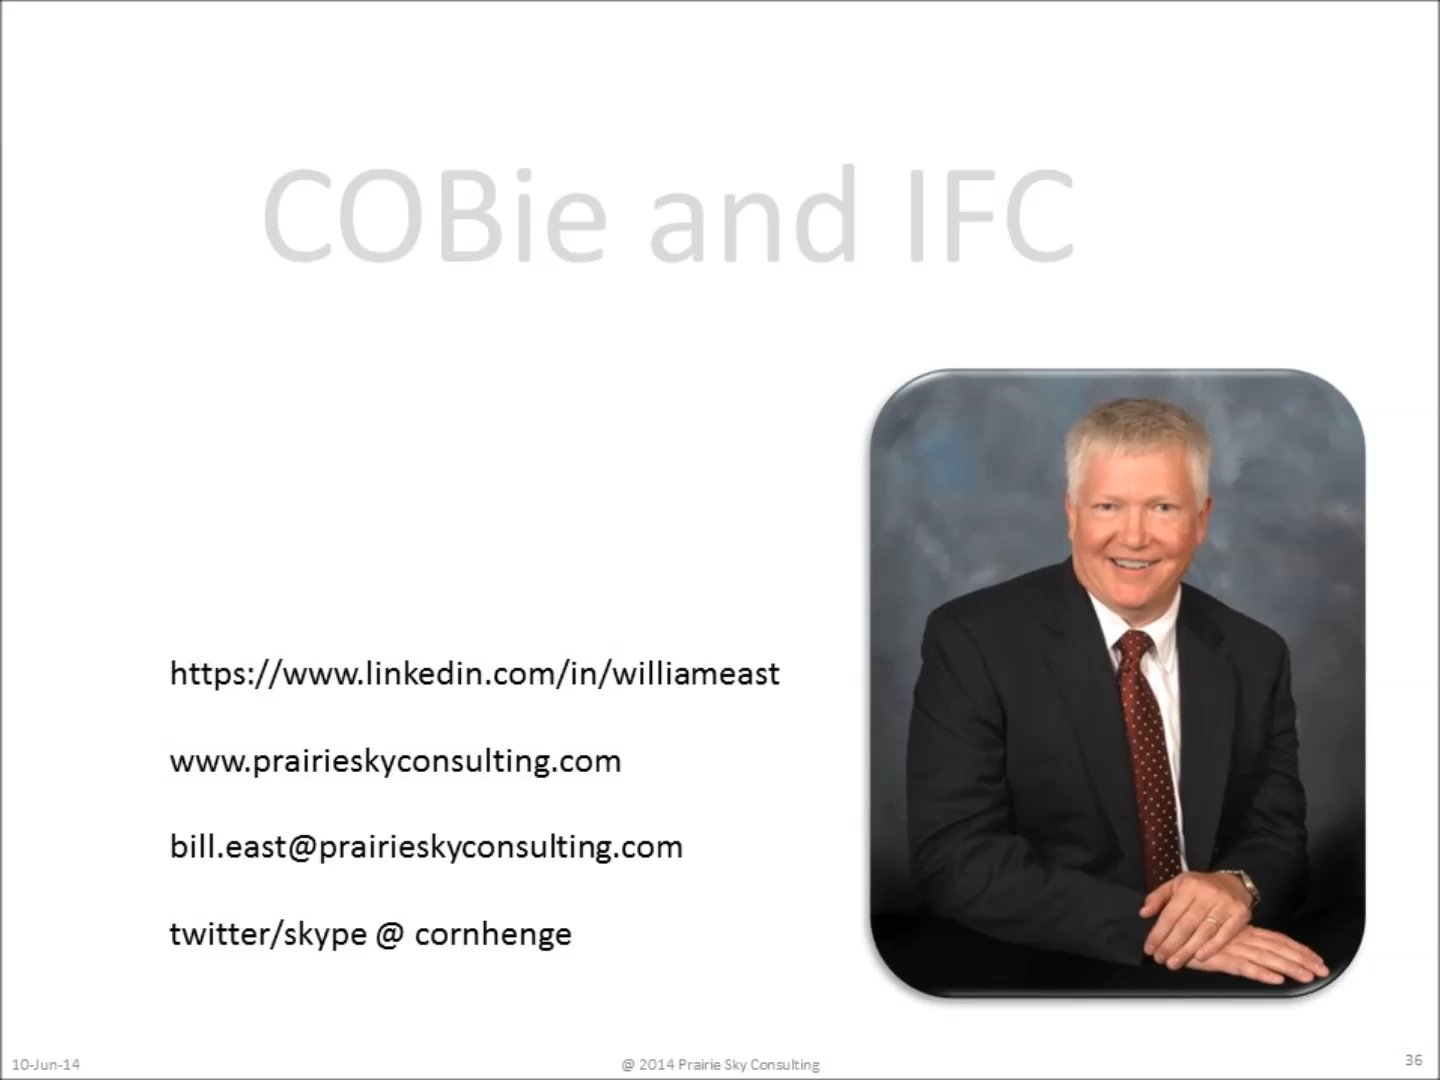 COBie and IFC
https://www.linkedin.com/in/williameast
www.prairieskyconsulting.com
bill.east@prairieskyconsulting.com
twitter/skype @ cornhenge
10-Jun-14
@ 2014 Prairie Sky Consulting
36